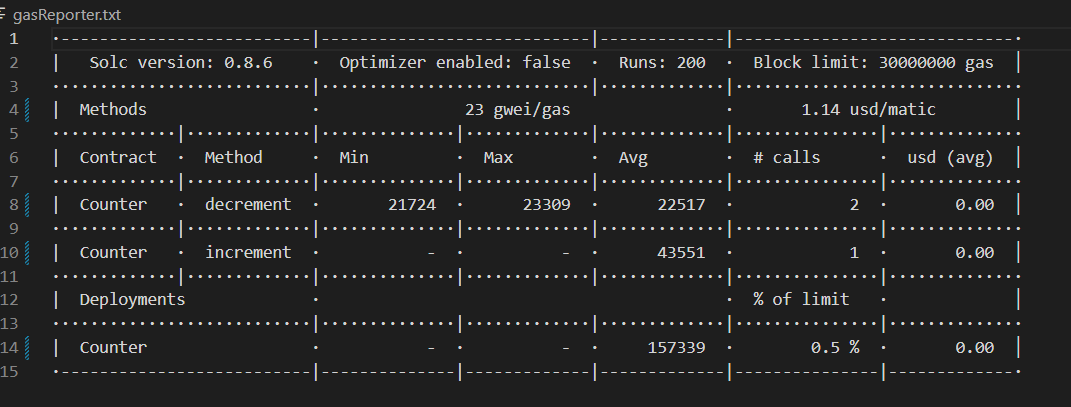 gasReporter.txt
1 ·--------------------------|---------------------------|-------------|-----------------------------·
2 |   Solc version: 0.8.6    ·  Optimizer enabled: false  ·  Runs: 200  ·  Block limit: 30000000 gas  |
3 ···························|···························|·············|······························
4 |  Methods                 ·               23 gwei/gas                ·       1.14 usd/matic        |
5 ·············|·············|·············|·············|·············|···············|··············
6 |  Contract  ·  Method     ·  Min        ·  Max        ·  Avg        ·  # calls      ·  usd (avg)  |
7 ·············|·············|·············|·············|·············|···············|··············
8 |  Counter   ·  decrement  ·      21724  ·      23309  ·      22517  ·            2  ·       0.00  |
9 ·············|·············|·············|·············|·············|···············|··············
10 |  Counter   ·  increment  ·          -  ·          -  ·      43551  ·            1  ·       0.00  |
11 ·············|·············|·············|·············|·············|···············|··············
12 |  Deployments             ·                           ·             ·  % of limit   ·             |
13 ···························|·············|·············|·············|···············|··············
14 |  Counter                 ·          -  ·          -  ·     157339  ·        0.5 %  ·       0.00  |
15 ·--------------------------|-------------|-------------|-------------|---------------|-------------·